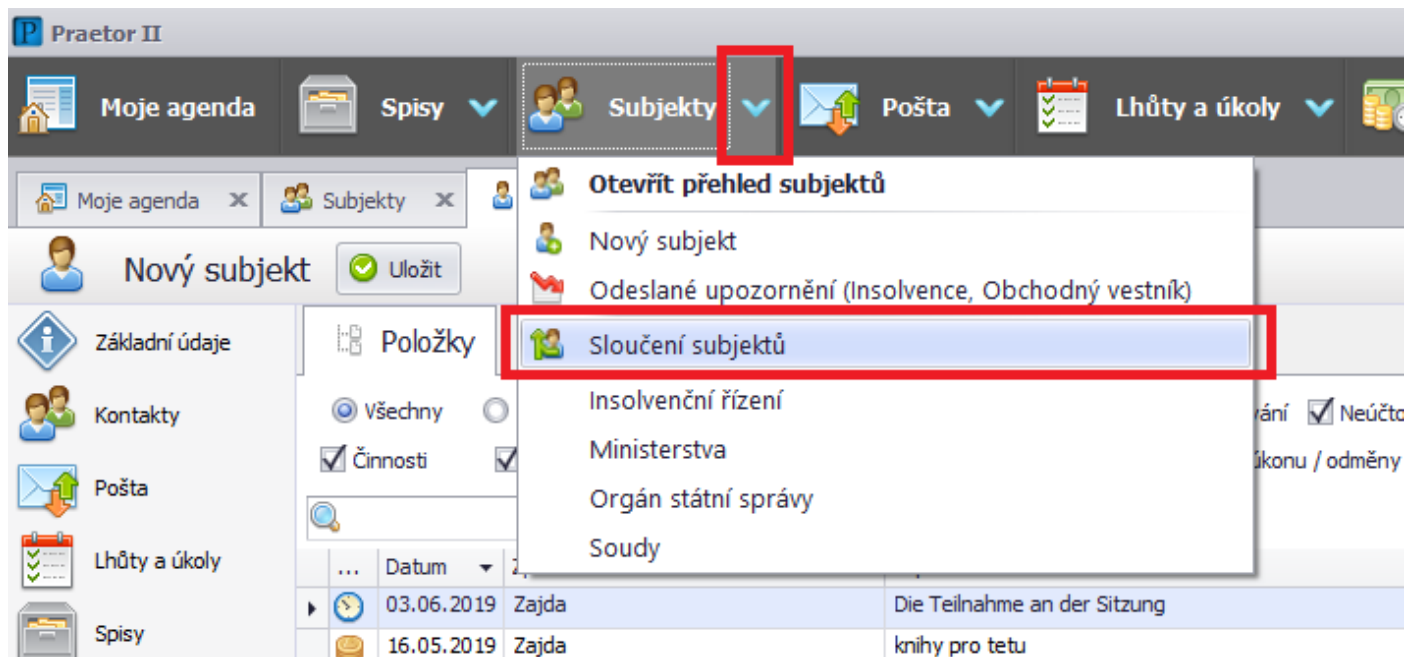 Praetor II
Moje agenda Spisy Subjekty Pošta Lhůty a úkoly
Moje agenda Subjekty
Otevřít přehled subjektů
Nový subjekt Uložit
Nový subjekt
Odeslané upozornění (Insolvence, Obchodný vestník)
Základní údaje
Položky
Sloučení subjektů
Kontakty
Všechny
Insolvenční řízení
vání Neúčto
Činnosti
Ministerstva
úkonu / odměny
Pošta
Orgán státní správy
Soudy
Lhůty a úkoly
... Datum
03.06.2019 Zajda Die Teilnahme an der Sitzung
Spisy
16.05.2019 Zajda knihy pro tetu